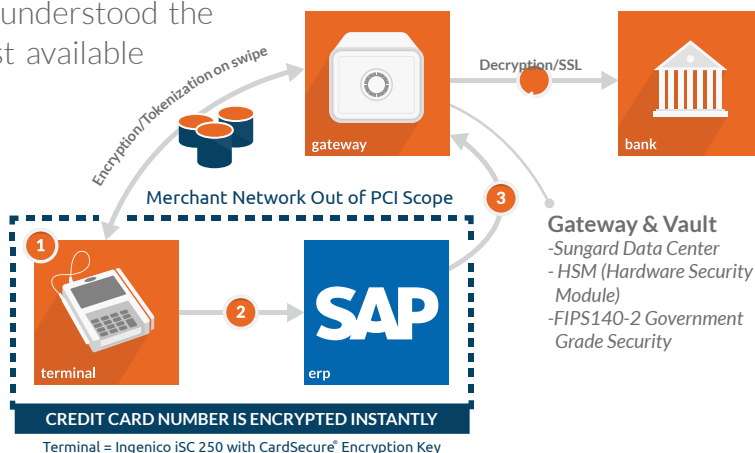 understood the
st available
Encryption/Tokenization on swipe
gateway
Decryption/SSL
bank
Merchant Network Out of PCI Scope
3
Gateway & Vault
-Sungard Data Center
- HSM (Hardware Security
Module)
-FIPS140-2 Government
Grade Security
1
terminal
2
SAP
erp
CREDIT CARD NUMBER IS ENCRYPTED INSTANTLY
Terminal = Ingenico iSC 250 with CardSecure® Encryption Key